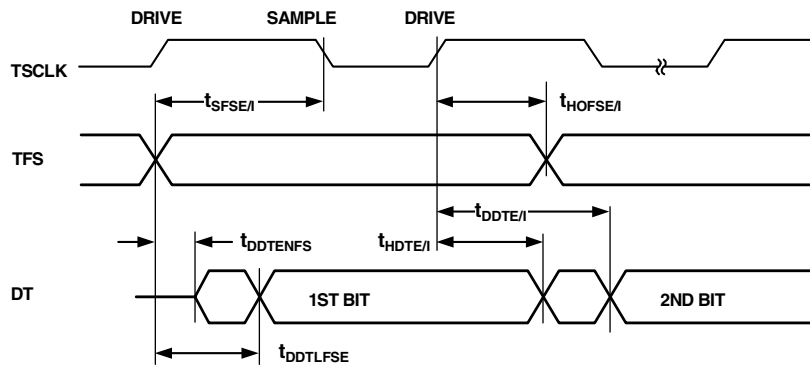 DRIVE SAMPLE DRIVE
TSCLK
tSFSE/I tHOFSE/I
TFS
tDDTE/I
tDDTENFS tHDTE/I
DT 1ST BIT 2ND BIT
tDDTLFSE